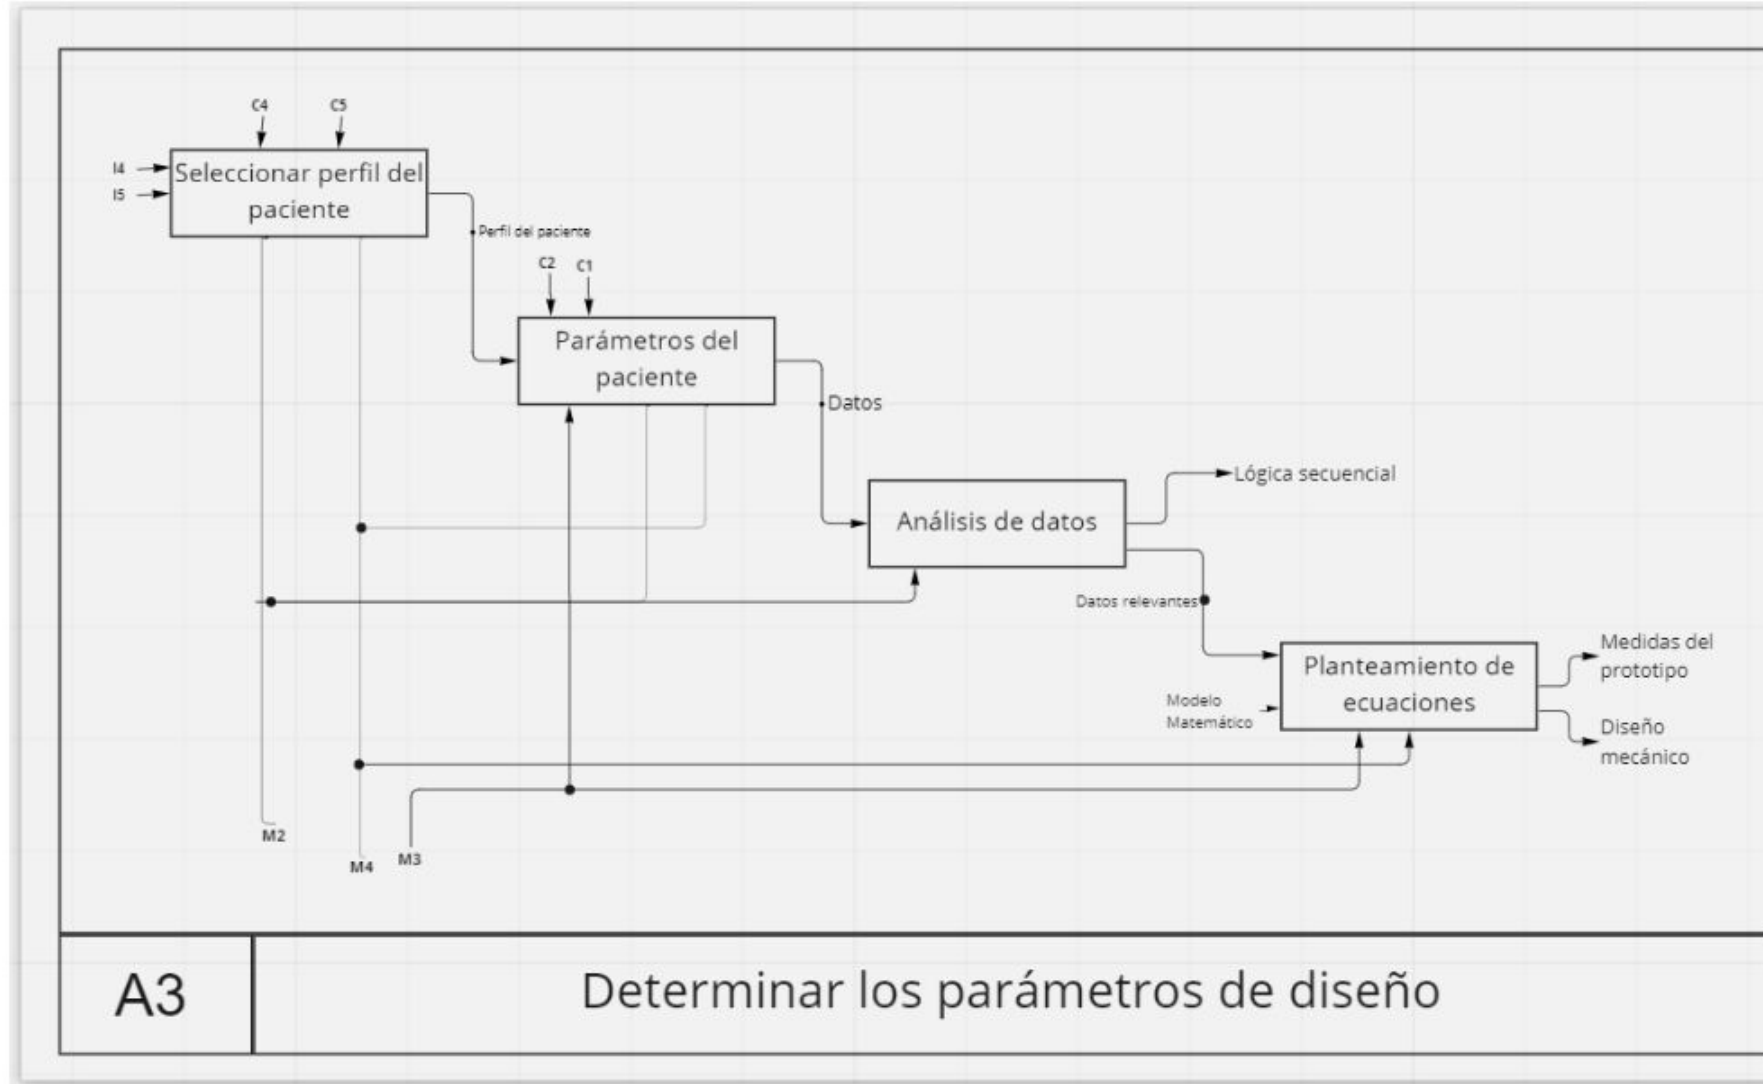 C4
C5
I4
I5
Seleccionar perfil del
paciente
Perfil del paciente
C2
C1
Parámetros del
paciente
Datos
Lógica secuencial
Análisis de datos
Datos relevantes
Medidas del
prototipo
Planteamiento de
ecuaciones
Modelo
Matemático
Diseño
mecánico
M2
M4
M3
A3
Determinar los parámetros de diseño